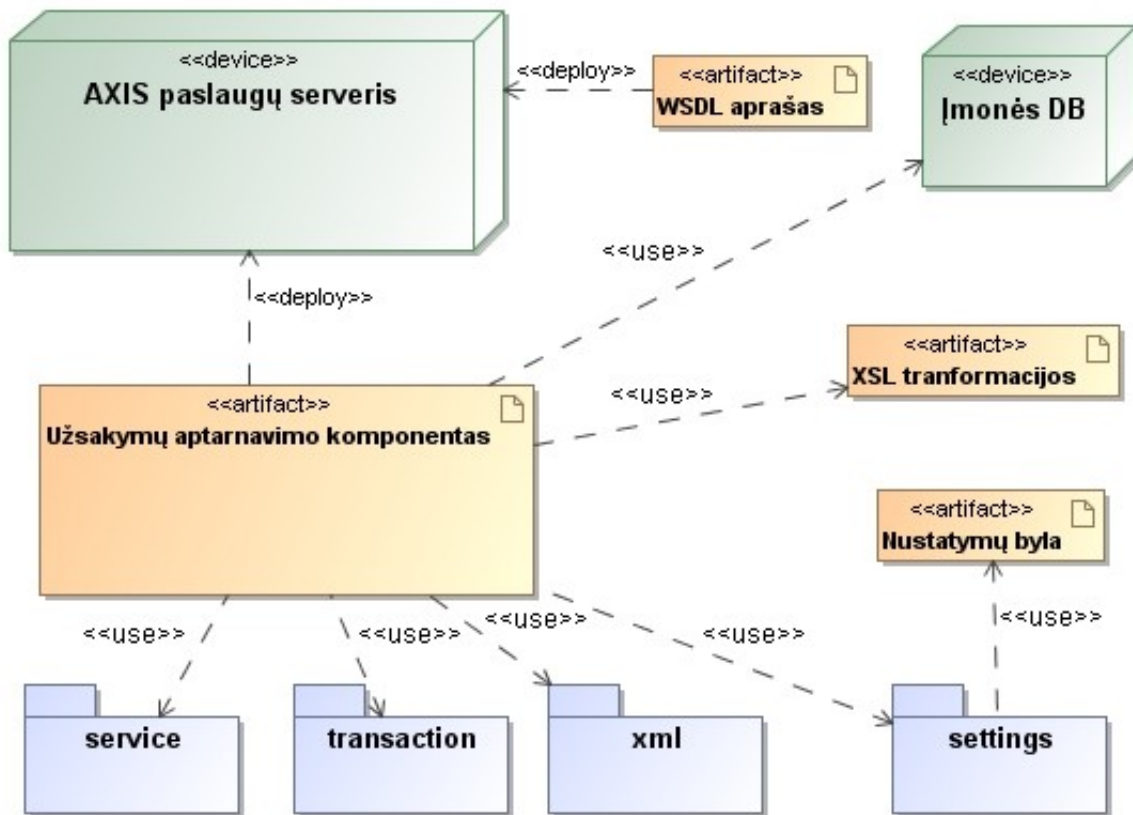 <<device>>
AXIS paslaugų serveris
<<deploy>>
<<artifact>>
WSDL aprašas
<<device>>
Įmonės DB
<<use>>
<<deploy>>
<<artifact>>
XSL tranformacijos
<<use>>
<<artifact>>
Užsakymų aptarnavimo komponentas
<<artifact>>
Nustatymų byla
<<use>>
<<use>>
<<use>>
<<use>>
<<use>>
service
transaction
xml
settings